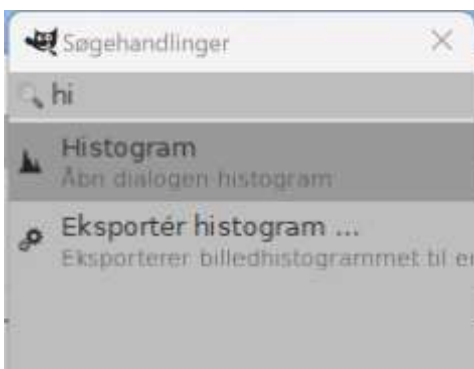 Søgehandlinger
hi
Histogram
Åbn dialogen histogram
Eksportér histogram ...
Eksporterer billedhistogrammet til